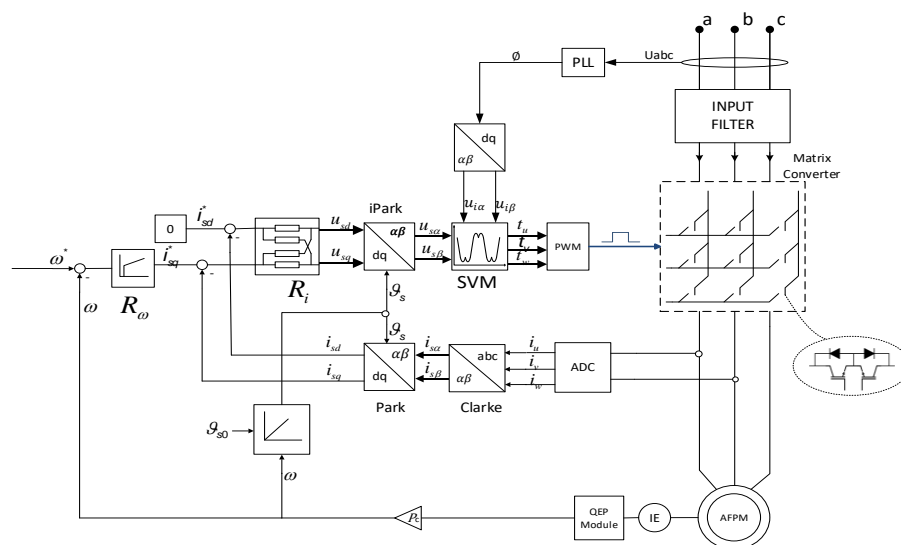 a b c
Uabc
PLL
ø
INPUT
FILTER
dq
αβ
Matrix
Converter
u_iα u_iβ
iPark
0
i*_sd
u_sd
αβ
u_sα
t_u
ω*
i*_sq
u_sq
dq
u_sβ
t_v
PWM
t_w
SVM
-
-
-
ω
R_ω
R_i
ϑ_s
ϑ_s
i_sd
αβ
i_sα
abc
i_u
i_v
ADC
i_sq
dq
i_sβ
αβ
i_w
Park
Clarke
ϑ_s0
ω
P_c
QEP
Module
IE
AFPM